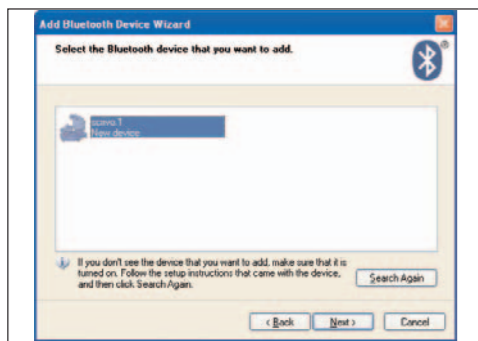 Add Bluetooth Device Wizard
Select the Bluetooth device that you want to add.
®
New device
If you don't see the device that you want to add, make sure that it is
turned on. Follow the setup instructions that came with the device,
and then click Search Again.
Search Again
< Back
Next >
Cancel